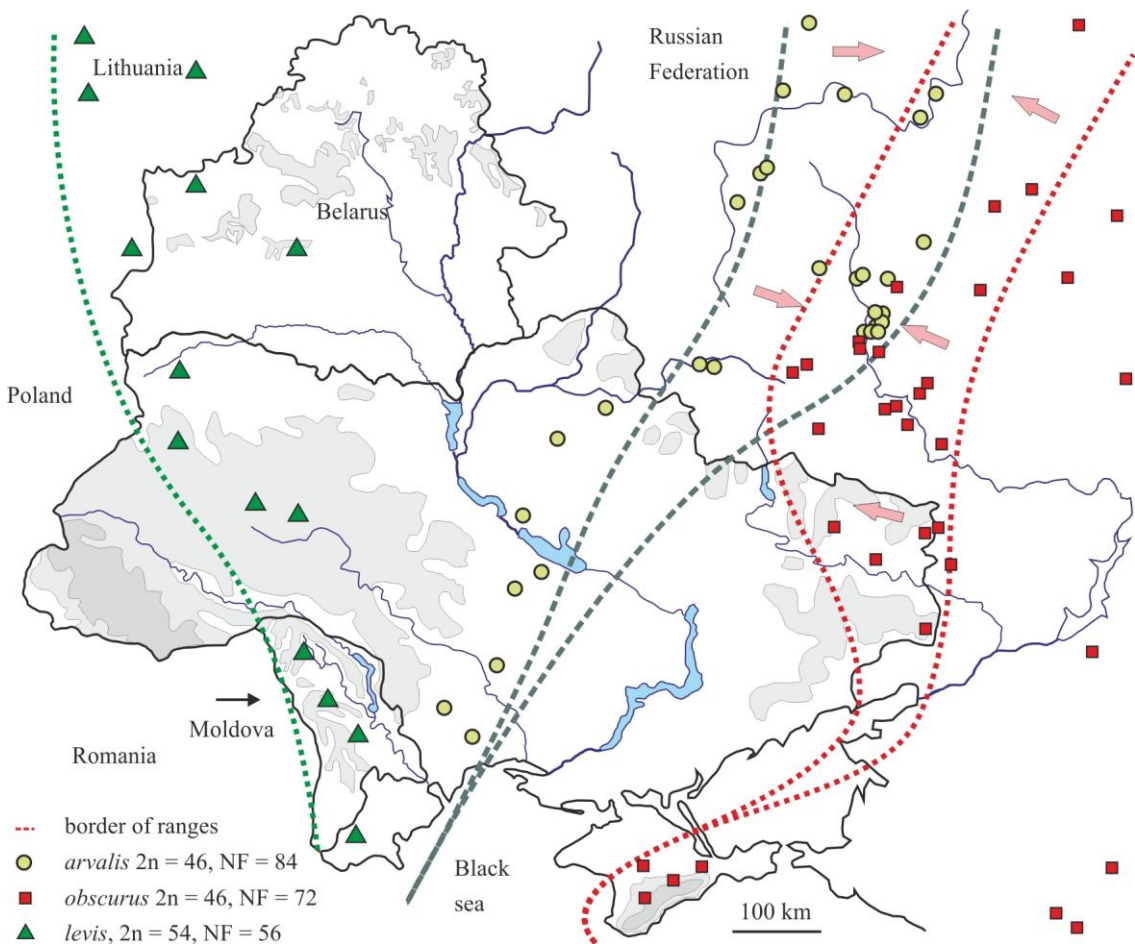 Lithuania
Russian
Federation
Belarus
Poland
Moldova
Romania
border of ranges
arvalis 2n = 46, NF = 84
obscurus 2n = 46, NF = 72
levis, 2n = 54, NF = 56
Black
sea
100 km